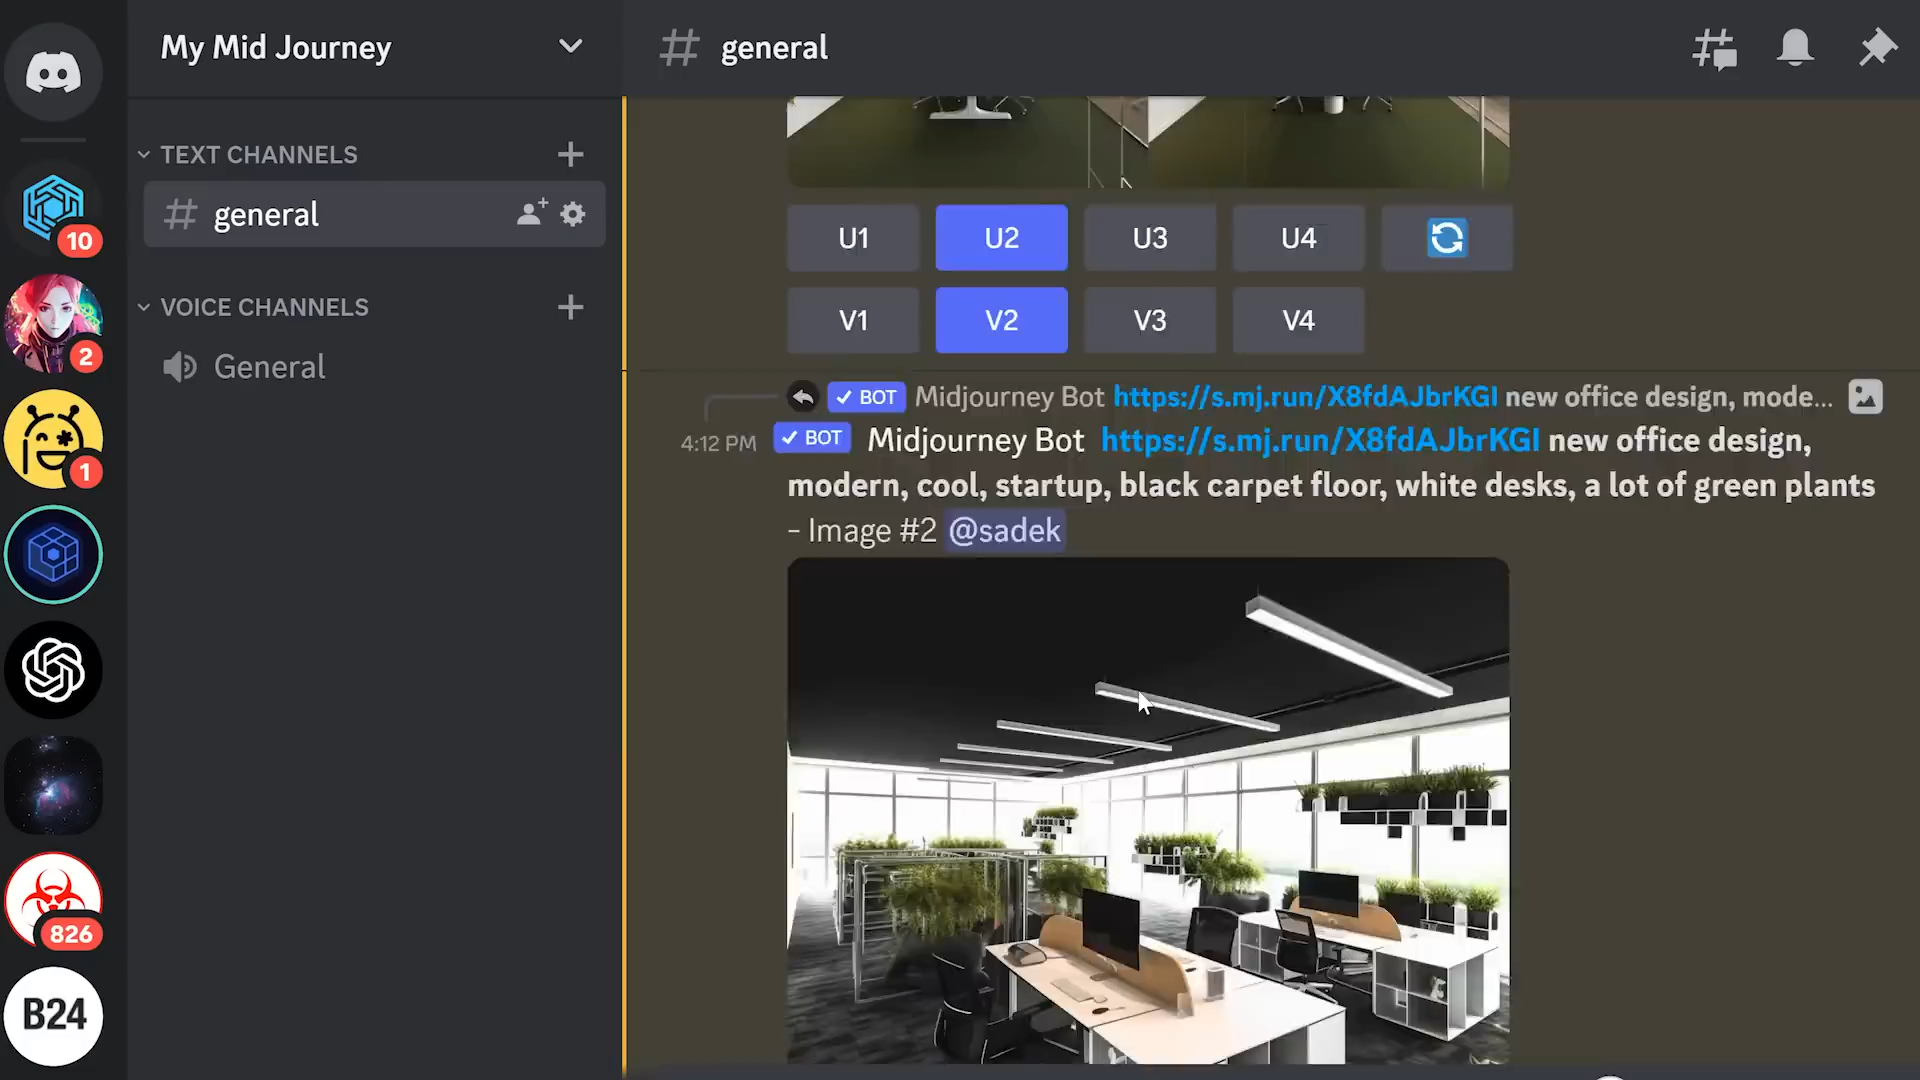 My Mid Journey
general
TEXT CHANNELS
general
VOICE CHANNELS
General
10
2
1
826
B24
U1 U2 U3 U4
V1 V2 V3 V4
BOT Midjourney Bot https://s.mj.run/X8fdAJbrKGI new office design, mode...
4:12 PM BOT Midjourney Bot https://s.mj.run/X8fdAJbrKGI new office design,
modern, cool, startup, black carpet floor, white desks, a lot of green plants
- Image #2 @sadek